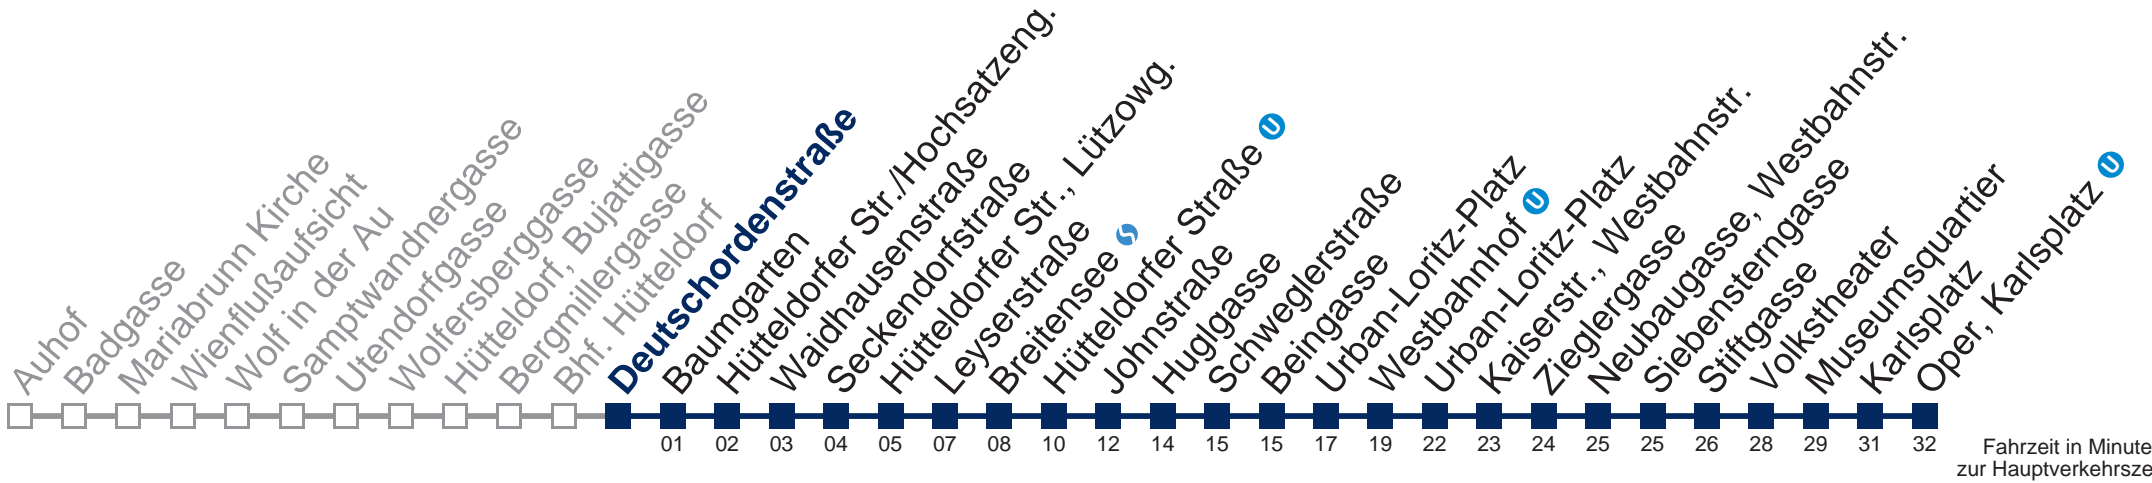 Auhof
Badgasse
Mariabrunn Kirche
Wienflußaufsicht
Wolf in der Au
Samptwandnergasse
Utendorfgasse
Wolfersberggasse
Hütteldorf, Bujattigasse
Bergmillergasse
Bhf. Hütteldorf
Deutschordenstraße
Baumgarten
Hütteldorfer Str./Hochsatzeng.
Waidhausenstraße
Seckendorfstraße
Hütteldorfer Str., Lützowg.
Leyserstraße
Breitensee S
Hütteldorfer Straße U
Johnstraße
Huglgasse
Schweglerstraße
Beingasse
Urban-Loritz-Platz
Westbahnhof U
Urban-Loritz-Platz
Kaiserstr., Westbahnstr.
Zieglergasse
Neubaugasse, Westbahnstr.
Siebensterngasse
Stiftgasse
Volkstheater
Museumsquartier
Karlsplatz
Oper, Karlsplatz U
01 02 03 04 05 07 08 10 12 14 15 15 17 19 22 23 24 25 25 26 28 29 31 32
Fahrzeit in Minute
zur Hauptverkehrsze